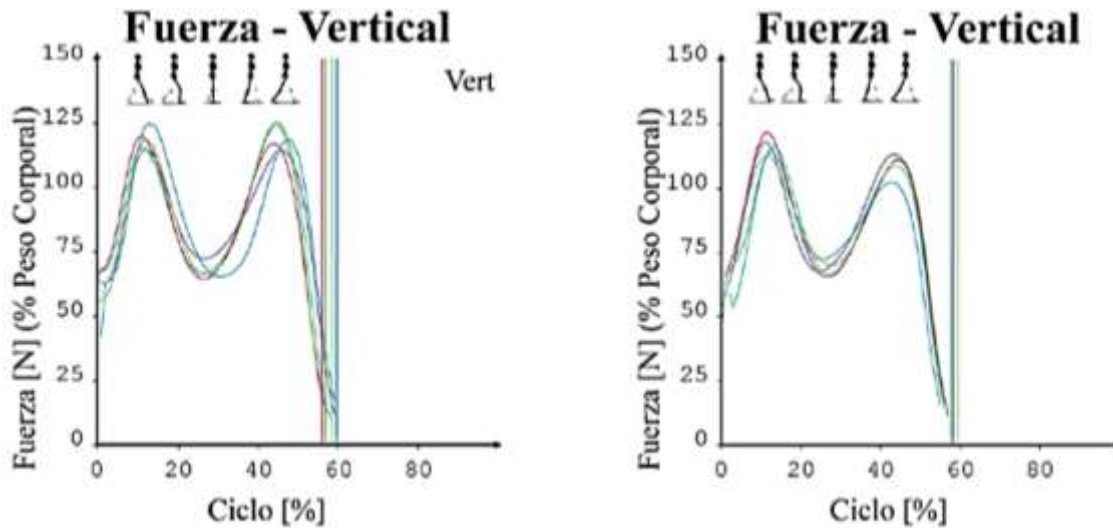 Fuerza - Vertical
150
125
100
75
50
25
0
0 20 40 60 80
Vert
Fuerza [N] (% Peso Corporal)
Ciclo [%]
Fuerza - Vertical
150
125
100
75
50
25
0
0 20 40 60 80
Fuerza [N] (% Peso Corporal)
Ciclo [%]